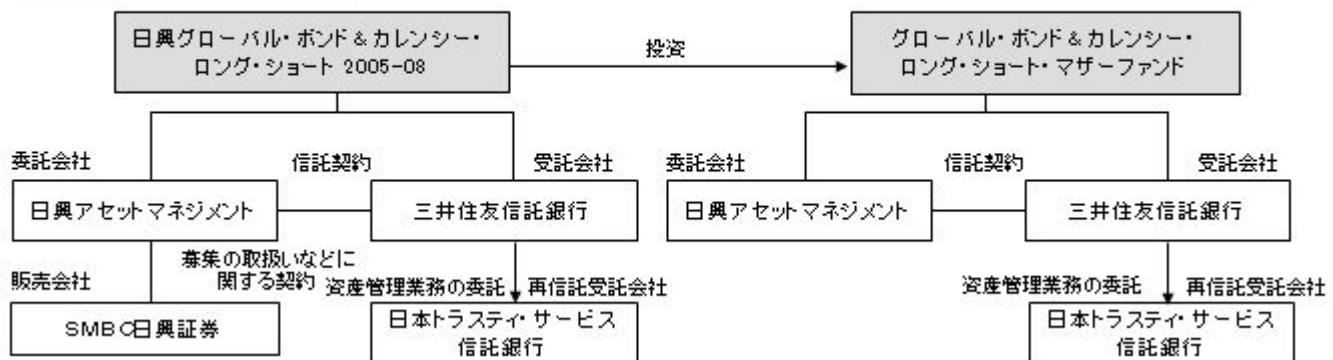 日興グローバル・ボンド＆カレンシー・
ロング・ショート 2005-08
投資
グローバル・ボンド＆カレンシー・
ロング・ショート・マザーファンド
委託会社
信託契約
受託会社
日興アセットマネジメント
三井住友信託銀行
募集の取扱いなどに
関する契約
販売会社
SMBC日興証券
資産管理業務の委託
再信託受託会社
日本トラスティ・サービス
信託銀行
委託会社
信託契約
受託会社
日興アセットマネジメント
三井住友信託銀行
資産管理業務の委託
再信託受託会社
日本トラスティ・サービス
信託銀行